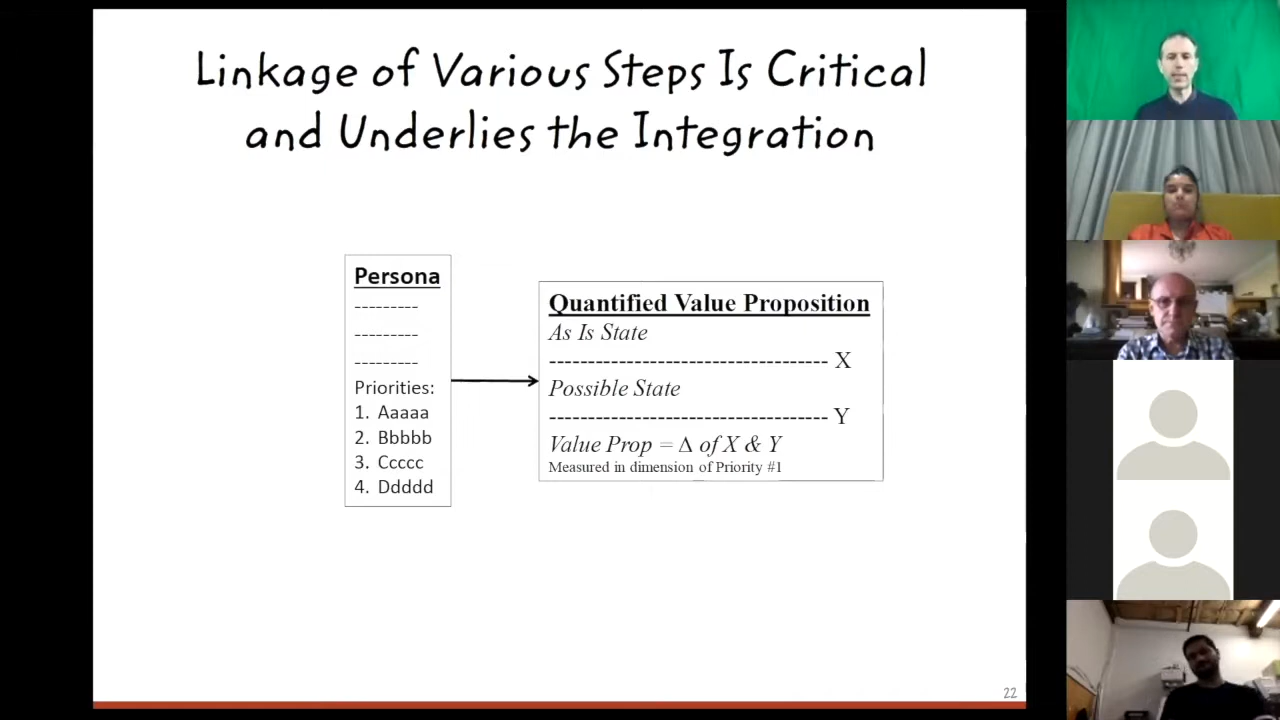 Linkage of Various Steps Is Critical
and Underlies the Integration
Persona
---------
---------
---------
Priorities:
1. Aaaaa
2. Bbbbb
3. Ccccc
4. Ddddd
Quantified Value Proposition
As Is State
------------------------------------ X
Possible State
------------------------------------ Y
Value Prop = Δ of X & Y
Measured in dimension of Priority #1
22